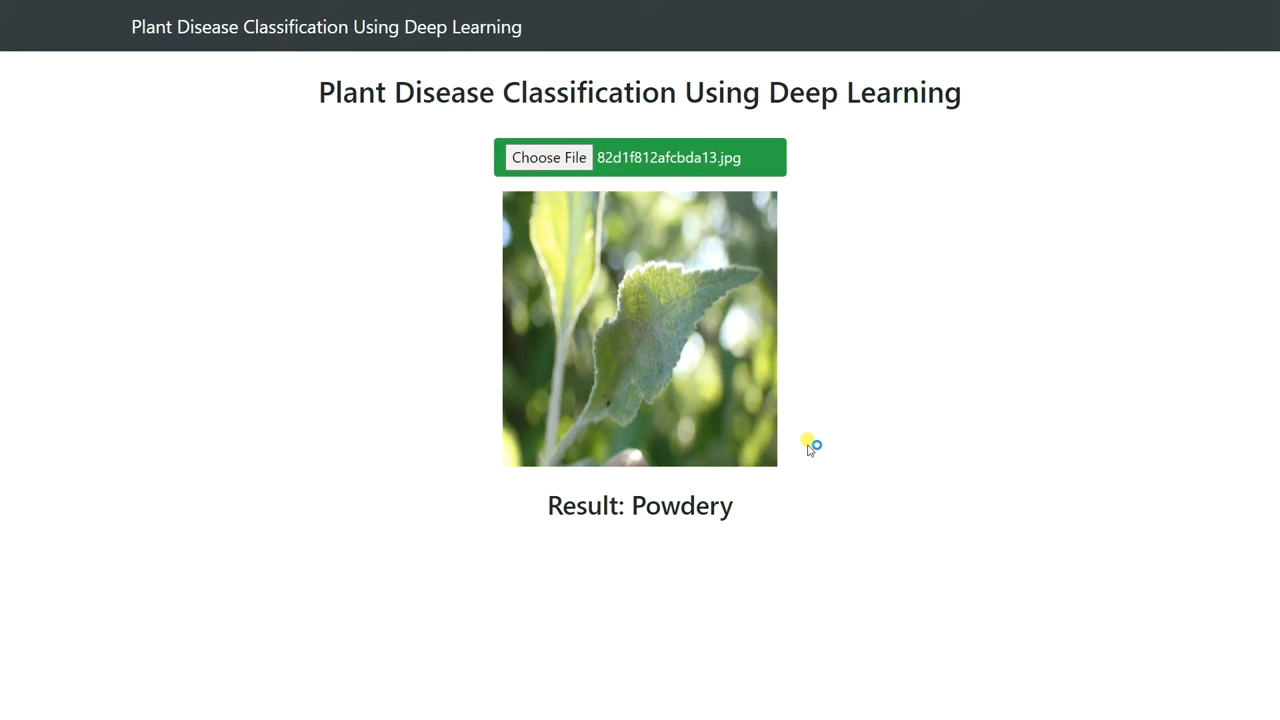 Plant Disease Classification Using Deep Learning
Plant Disease Classification Using Deep Learning
Choose File 82d1f812afcbda13.jpg
Result: Powdery